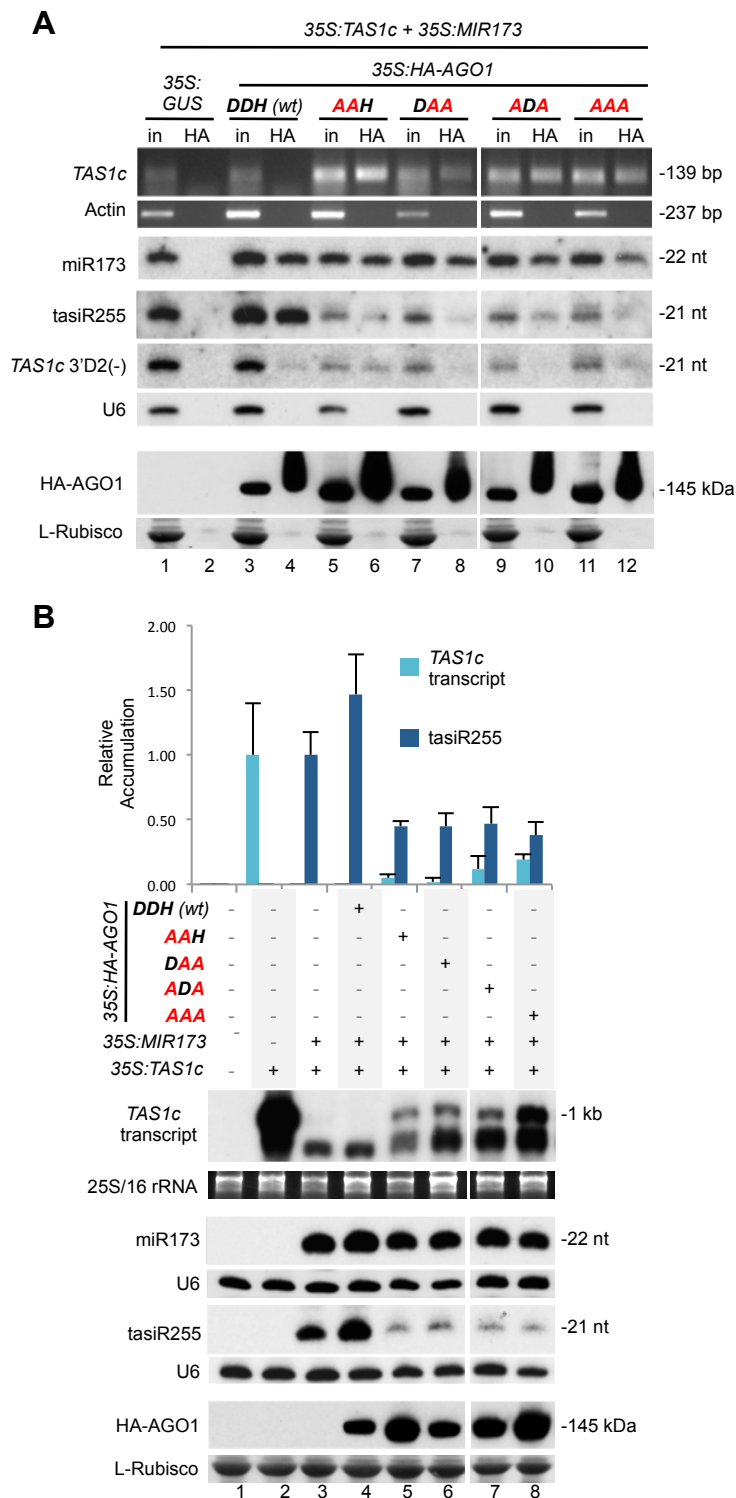 A
35S:TAS1c + 35S:MIR173
35S:GUS
35S:HA-AGO1
DDH (wt) AAH DAA ADA AAA
in HA in HA in HA in HA in HA in HA
TAS1c -139 bp
Actin -237 bp
miR173 -22 nt
tasiR255 -21 nt
TAS1c 3'D2(-) -21 nt
U6
HA-AGO1 -145 kDa
L-Rubisco
1 2 3 4 5 6 7 8 9 10 11 12
B
Relative Accumulation
2.00
1.50
1.00
0.50
0.00
TAS1c transcript
tasiR255
35S:HA-AGO1
DDH (wt) - - - + - - - -
AAH - - - - + - - -
DAA - - - - - + - -
ADA - - - - - - + -
AAA - - - - - - - +
35S:MIR173 - - + + + + + +
35S:TAS1c - + + + + + + +
TAS1c transcript -1 kb
25S/16 rRNA
miR173 -22 nt
U6
tasiR255 -21 nt
U6
HA-AGO1 -145 kDa
L-Rubisco
1 2 3 4 5 6 7 8